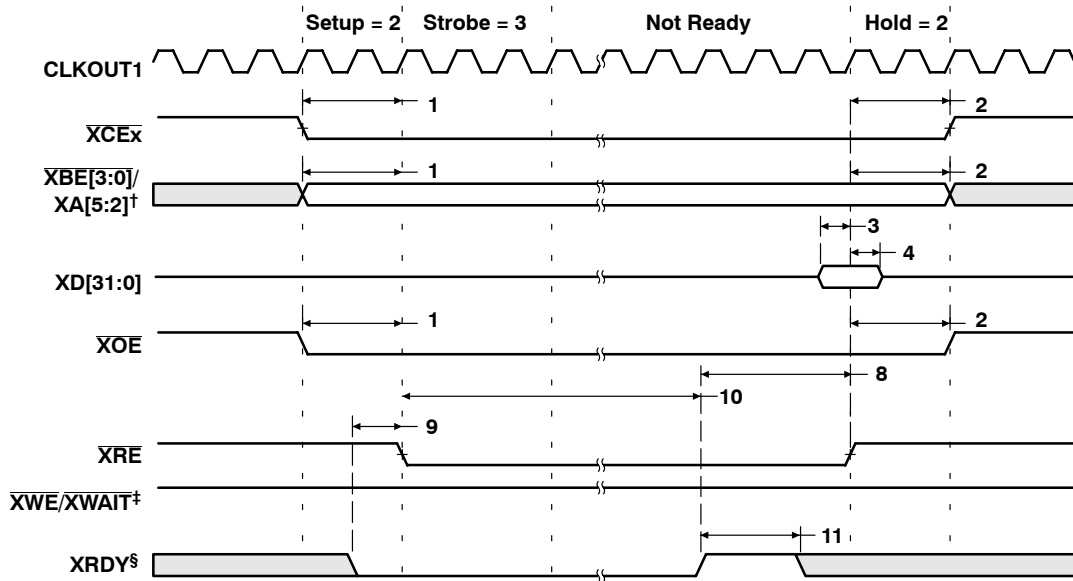 Setup = 2 Strobe = 3 Not Ready Hold = 2
CLKOUT1
1 2
XCEx
1 2
XBE[3:0]/
XA[5:2]†
3
4
XD[31:0]
1 2
XOE
8
10
9
XRE
XWE/XWAIT‡
11
XRDY§